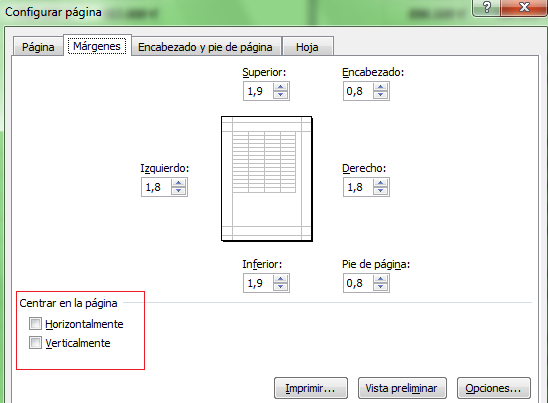 Configurar página
?
Página Márgenes Encabezado y pie de página Hoja
Superior: Encabezado:
1,9 0,8
Izquierdo: Derecho:
1,8 1,8
Inferior: Pie de página:
1,9 0,8
Centrar en la página
Horizontalmente
Verticalmente
Imprimir... Vista preliminar Opciones...